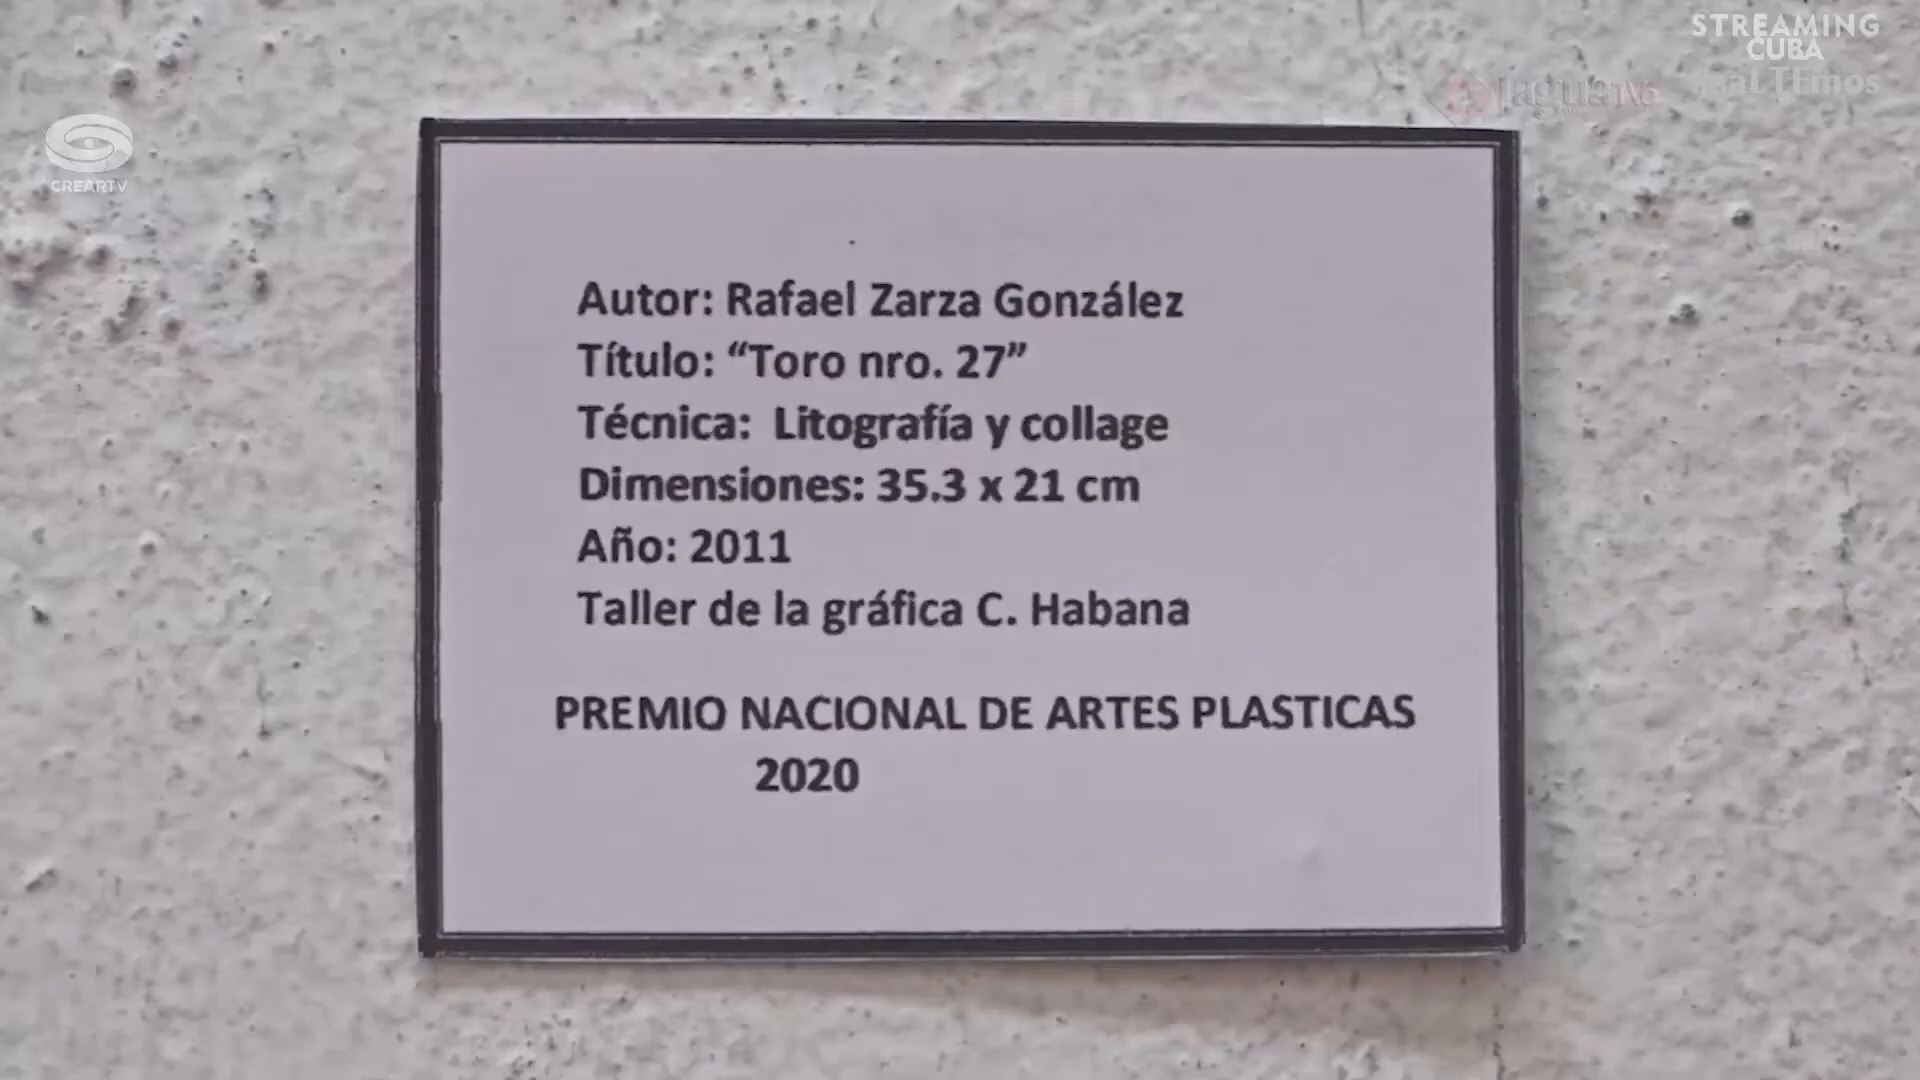 STREAMING
CUBA
CREARTV
Autor: Rafael Zarza González
Título: “Toro nro. 27”
Técnica: Litografía y collage
Dimensiones: 35.3 x 21 cm
Año: 2011
Taller de la gráfica C. Habana
PREMIO NACIONAL DE ARTES PLASTICAS
2020